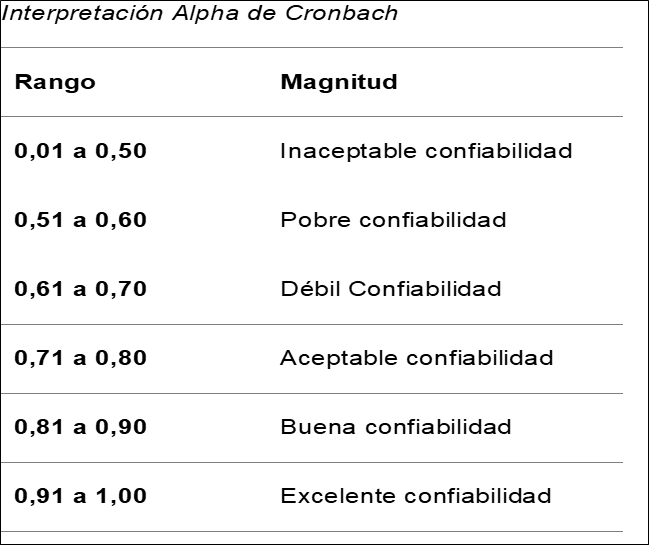 Interpretación Alpha de Cronbach
Rango Magnitud
0,01 a 0,50 Inaceptable confiabilidad
0,51 a 0,60 Pobre confiabilidad
0,61 a 0,70 Débil Confiabilidad
0,71 a 0,80 Aceptable confiabilidad
0,81 a 0,90 Buena confiabilidad
0,91 a 1,00 Excelente confiabilidad